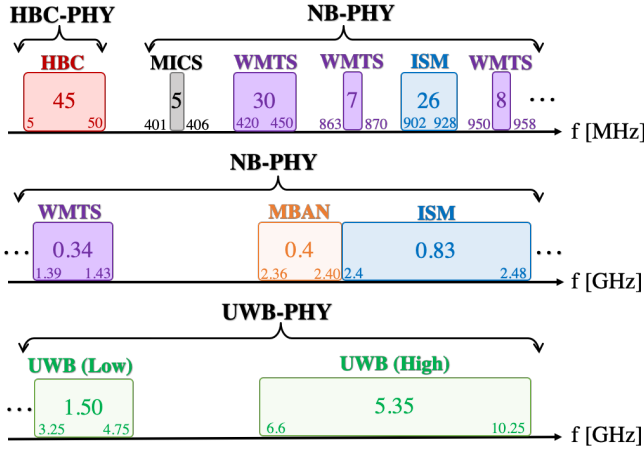 HBC-PHY NB-PHY
HBC MICS WMTS WMTS ISM WMTS
45 5 30 7 26 8 ...
5 50 401 406 420 450 863 870 902 928 950 958
f [MHz]
NB-PHY
WMTS MBAN ISM
... 0.34 0.4 0.83 ...
1.39 1.43 2.36 2.40 2.4 2.48
f [GHz]
UWB-PHY
UWB (Low) UWB (High)
... 1.50 5.35
3.25 4.75 6.6 10.25
f [GHz]